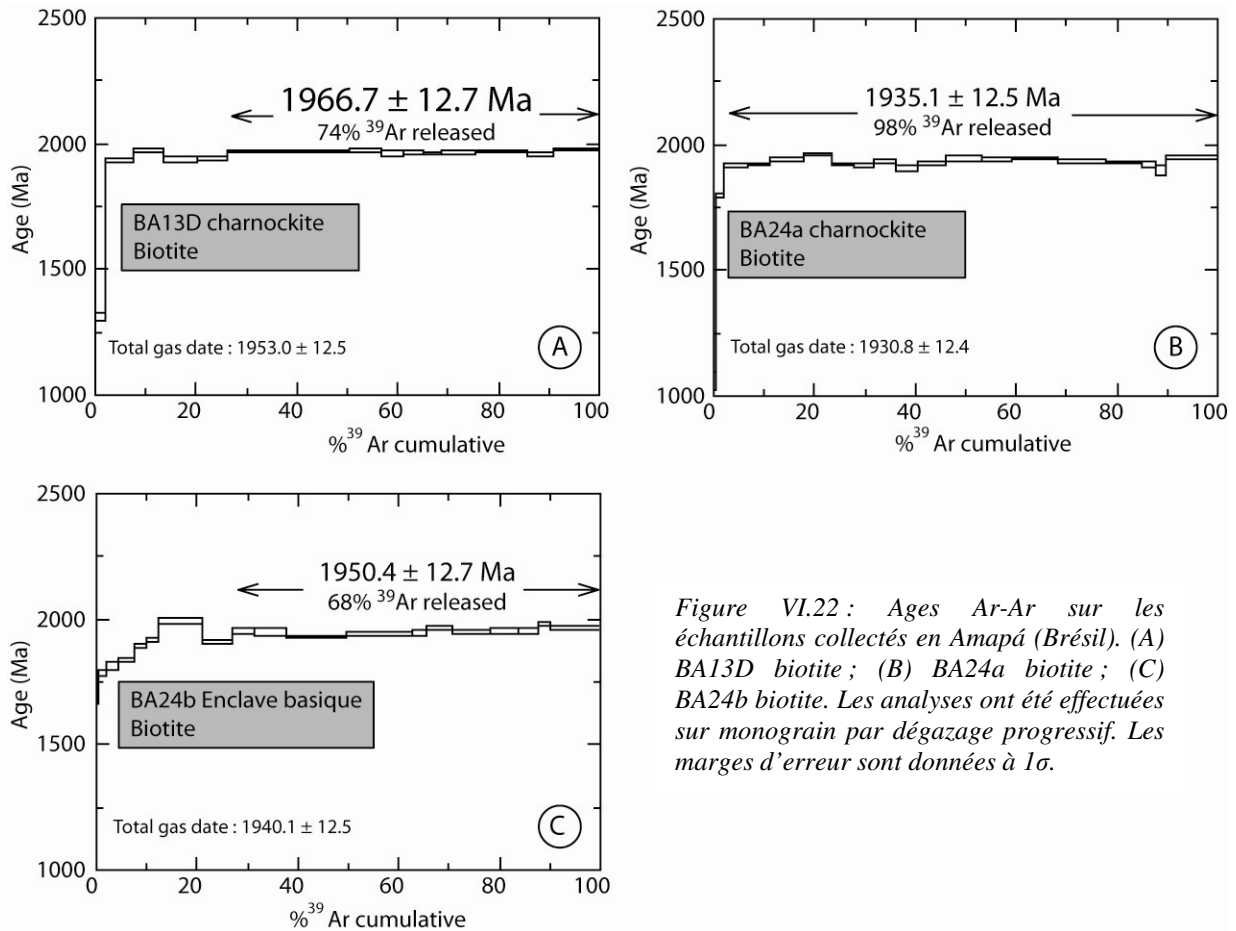 2500
2000
1500
1000
Age (Ma)
1966.7 ± 12.7 Ma
74% ³⁹Ar released
BA13D charnockite
Biotite
Total gas date : 1953.0 ± 12.5
A
0 20 40 60 80 100
%³⁹ Ar cumulative
2500
2000
1500
1000
Age (Ma)
1935.1 ± 12.5 Ma
98% ³⁹Ar released
BA24a charnockite
Biotite
Total gas date : 1930.8 ± 12.4
B
0 20 40 60 80 100
%³⁹ Ar cumulative
2500
2000
1500
1000
Age (Ma)
1950.4 ± 12.7 Ma
68% ³⁹Ar released
BA24b Enclave basique
Biotite
Total gas date : 1940.1 ± 12.5
C
0 20 40 60 80 100
%³⁹ Ar cumulative
Figure VI.22 : Ages Ar-Ar sur les
échantillons collectés en Amapá (Brésil). (A)
BA13D biotite ; (B) BA24a biotite ; (C)
BA24b biotite. Les analyses ont été effectuées
sur monograin par dégazage progressif. Les
marges d'erreur sont données à 1σ.